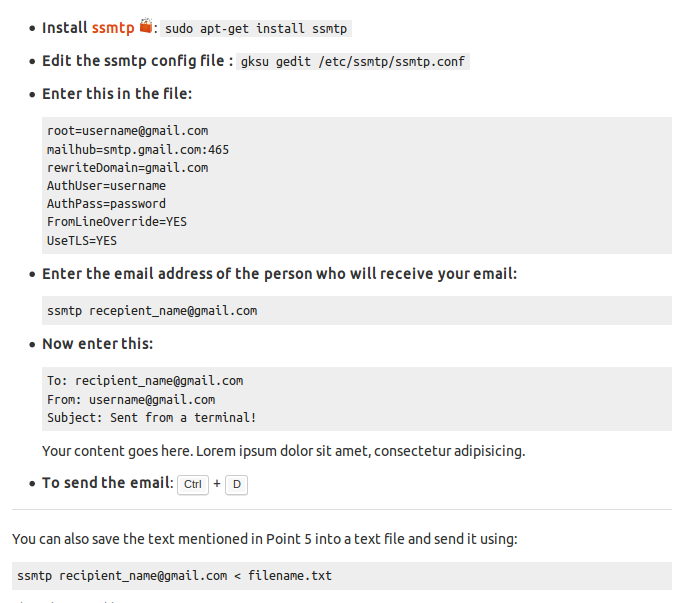 Install ssmtp : sudo apt-get install ssmtp
Edit the ssmtp config file : gksu gedit /etc/ssmtp/ssmtp.conf
Enter this in the file:
root=username@gmail.com
mailhub=smtp.gmail.com:465
rewriteDomain=gmail.com
AuthUser=username
AuthPass=password
FromLineOverride=YES
UseTLS=YES
Enter the email address of the person who will receive your email:
ssmtp recepient_name@gmail.com
Now enter this:
To: recipient_name@gmail.com
From: username@gmail.com
Subject: Sent from a terminal!
Your content goes here. Lorem ipsum dolor sit amet, consectetur adipisicing.
To send the email: Ctrl + D
You can also save the text mentioned in Point 5 into a text file and send it using:
ssmtp recipient_name@gmail.com < filename.txt